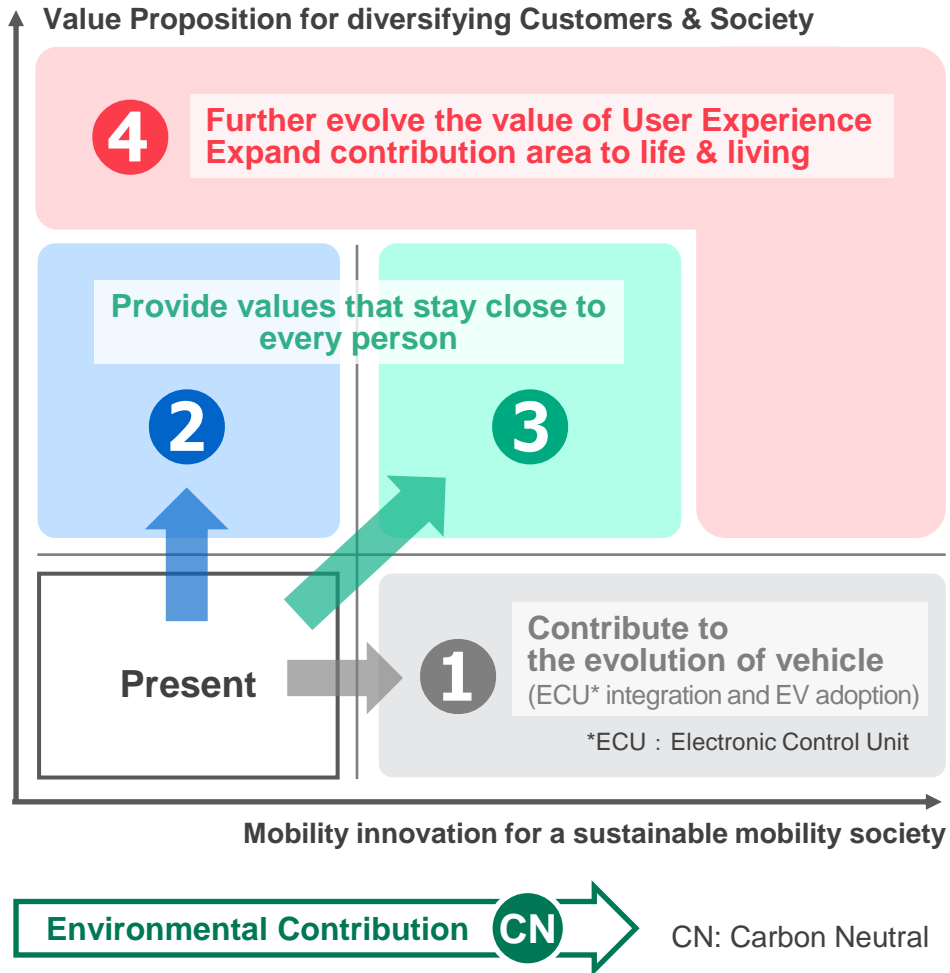 Value Proposition for diversifying Customers & Society
4
Further evolve the value of User Experience
Expand contribution area to life & living
Provide values that stay close to
every person
2
3
Present
1
Contribute to
the evolution of vehicle
(ECU* integration and EV adoption)
*ECU : Electronic Control Unit
Mobility innovation for a sustainable mobility society
Environmental Contribution
CN
CN: Carbon Neutral